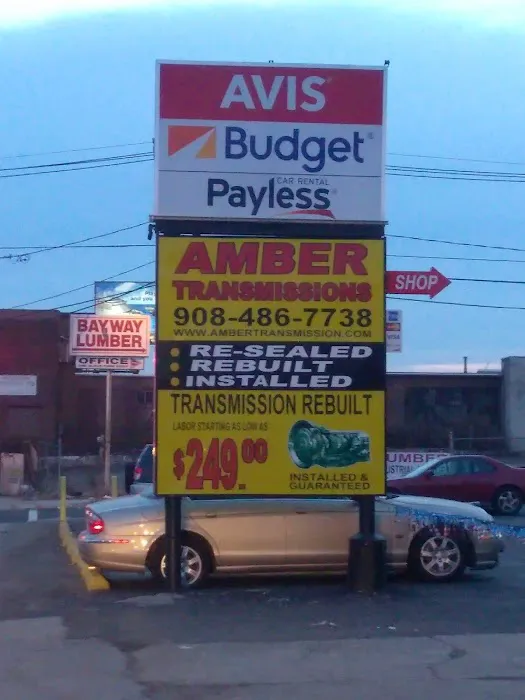 AVIS
Budget
CAR RENTAL
Payless
AMBER
TRANSMISSIONS
908-486-7738
WWW.AMBERTRANSMISSION.COM
RE-SEALED
REBUILT
INSTALLED
TRANSMISSION REBUILT
LABOR STARTING AS LOW AS
$249.00
INSTALLED &
GUARANTEED
SHOP
BAYWAY
LUMBER
OFFICES